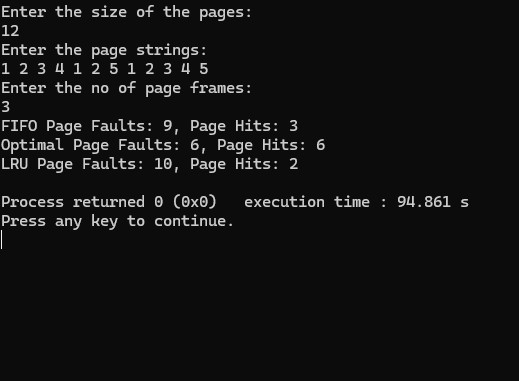 Enter the size of the pages:
12
Enter the page strings:
1 2 3 4 1 2 5 1 2 3 4 5
Enter the no of page frames:
3
FIFO Page Faults: 9, Page Hits: 3
Optimal Page Faults: 6, Page Hits: 6
LRU Page Faults: 10, Page Hits: 2

Process returned 0 (0x0)   execution time : 94.861 s
Press any key to continue.